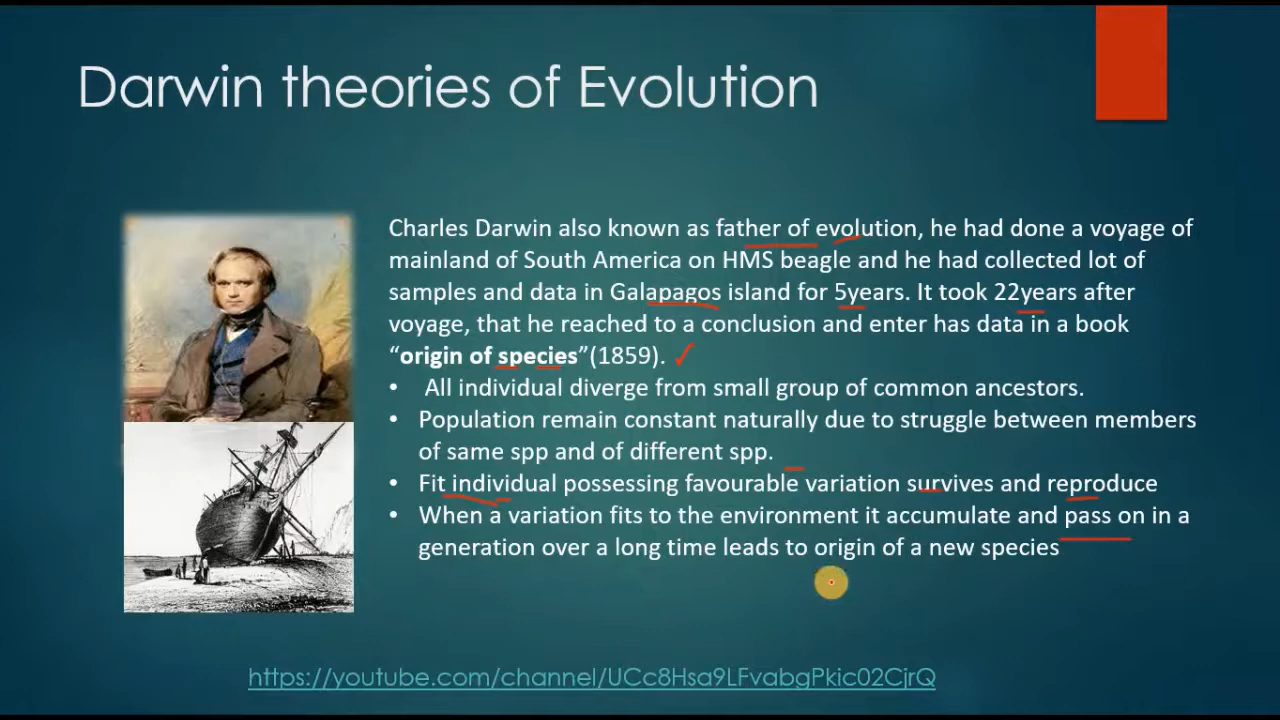 Darwin theories of Evolution
Charles Darwin also known as father of evolution, he had done a voyage of
mainland of South America on HMS beagle and he had collected lot of
samples and data in Galapagos island for 5years. It took 22years after
voyage, that he reached to a conclusion and enter has data in a book
“origin of species”(1859).
• All individual diverge from small group of common ancestors.
• Population remain constant naturally due to struggle between members
of same spp and of different spp.
• Fit individual possessing favourable variation survives and reproduce
• When a variation fits to the environment it accumulate and pass on in a
generation over a long time leads to origin of a new species
https://youtube.com/channel/UCc8Hsa9LFvabgPkic02CjrQ